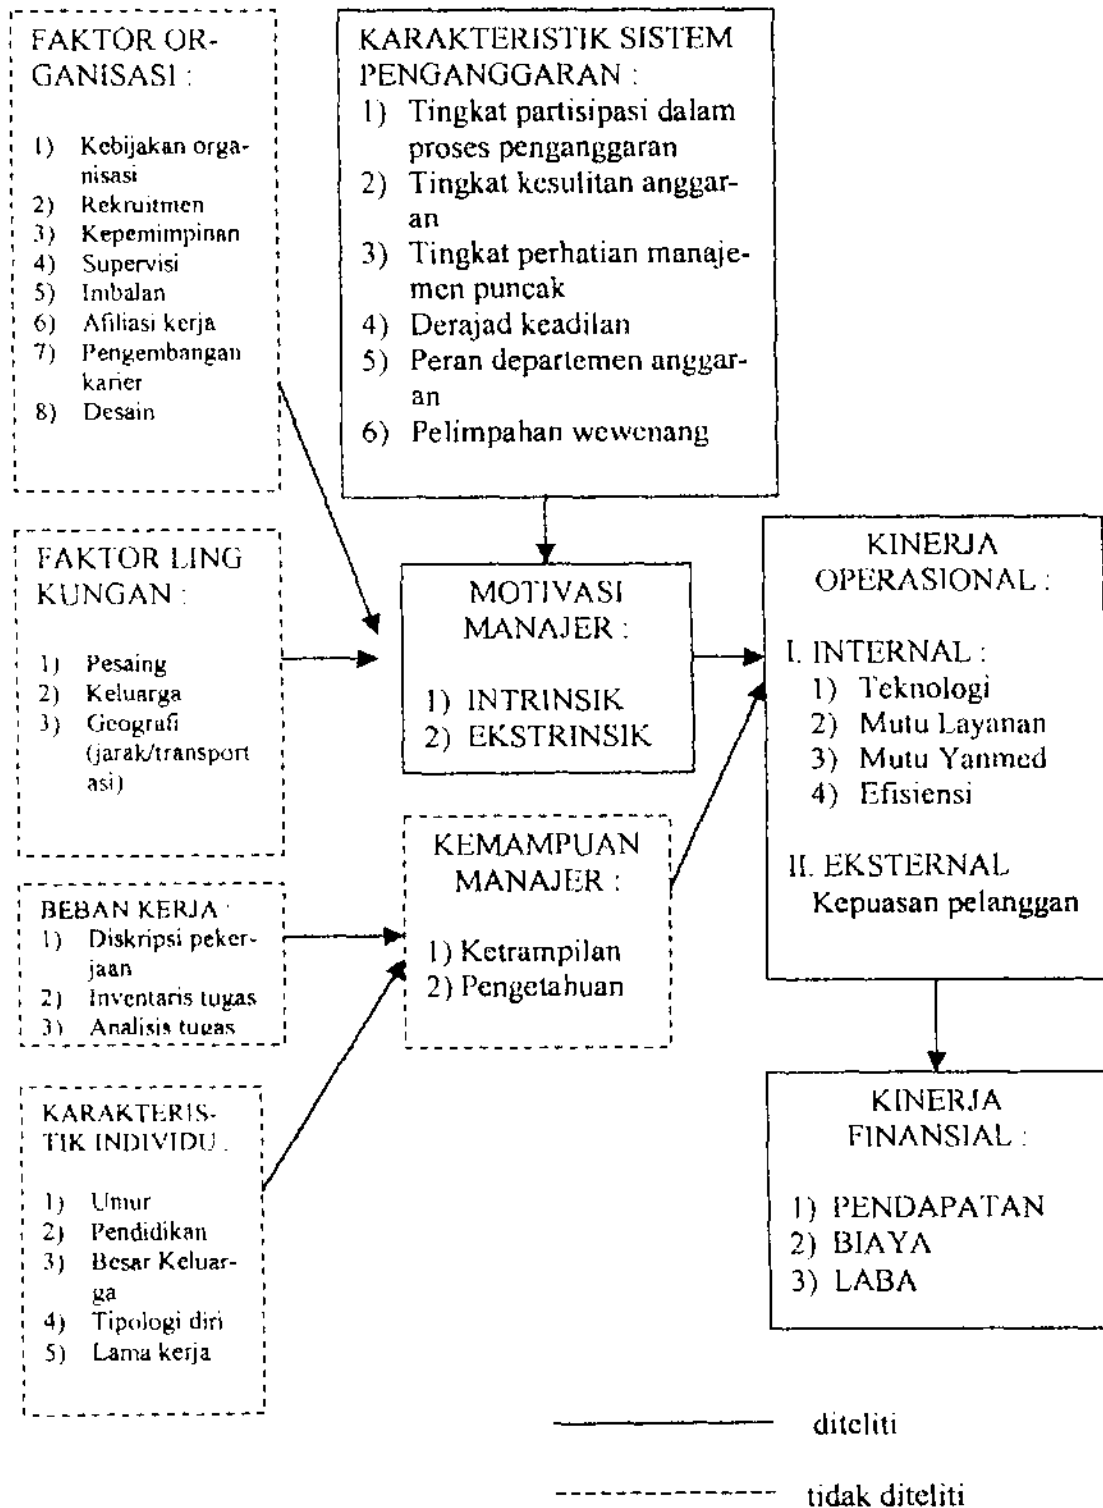 FAKTOR OR-
GANISASI :
1) Kebijakan orga-
nisasi
2) Rekruitmen
3) Kepemimpinan
4) Supervisi
5) Imbalan
6) Afiliasi kerja
7) Pengembangan
karier
8) Desain
KARAKTERISTIK SISTEM
PENGANGGARAN :
1) Tingkat partisipasi dalam
proses penganggaran
2) Tingkat kesulitan anggar-
an
3) Tingkat perhatian manaje-
men puncak
4) Derajad keadilan
5) Peran departemen anggar-
an
6) Pelimpahan wewenang
FAKTOR LING
KUNGAN :
1) Pesaing
2) Keluarga
3) Geografi
(jarak/transport
asi)
MOTIVASI
MANAJER :
1) INTRINSIK
2) EKSTRINSIK
KINERJA
OPERASIONAL :
I. INTERNAL :
1) Teknologi
2) Mutu Layanan
3) Mutu Yanmed
4) Efisiensi
II. EKSTERNAL
Kepuasan pelanggan
BEBAN KERJA :
1) Diskripsi peker-
jaan
2) Inventaris tugas
3) Analisis tugas
KEMAMPUAN
MANAJER :
1) Ketrampilan
2) Pengetahuan
KARAKTERIS-
TIK INDIVIDU :
1) Umur
2) Pendidikan
3) Besar Keluar-
ga
4) Tipologi diri
5) Lama kerja
KINERJA
FINANSIAL :
1) PENDAPATAN
2) BIAYA
3) LABA
diteliti
tidak diteliti